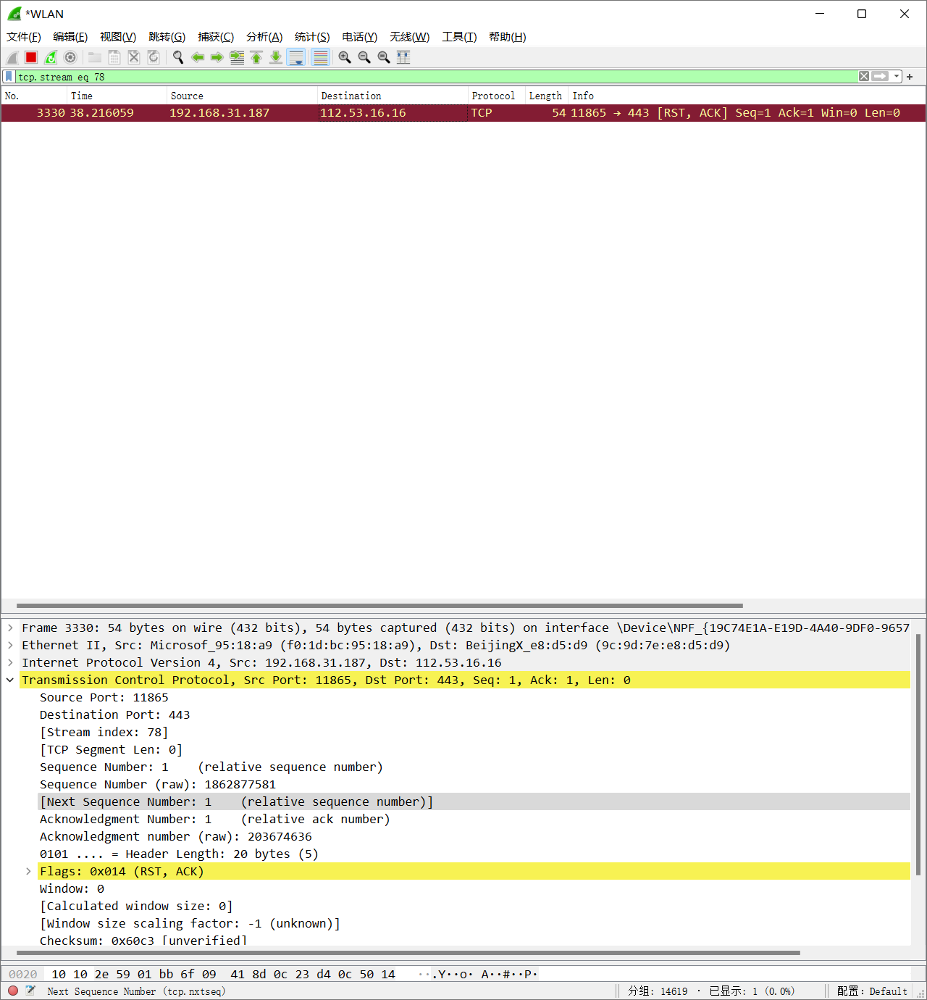 *WLAN
文件(F) 编辑(E) 视图(V) 跳转(G) 捕获(C) 分析(A) 统计(S) 电话(Y) 无线(W) 工具(T) 帮助(H)
tcp.stream eq 78
No. Time Source Destination Protocol Length Info
3330 38.216059 192.168.31.187 112.53.16.16 TCP 54 11865 → 443 [RST, ACK] Seq=1 Ack=1 Win=0 Len=0
Frame 3330: 54 bytes on wire (432 bits), 54 bytes captured (432 bits) on interface \Device\NPF_{19C74E1A-E19D-4A40-9DF0-9657
Ethernet II, Src: Microsof_95:18:a9 (f0:1d:bc:95:18:a9), Dst: BeijingX_e8:d5:d9 (9c:9d:7e:e8:d5:d9)
Internet Protocol Version 4, Src: 192.168.31.187, Dst: 112.53.16.16
Transmission Control Protocol, Src Port: 11865, Dst Port: 443, Seq: 1, Ack: 1, Len: 0
Source Port: 11865
Destination Port: 443
[Stream index: 78]
[TCP Segment Len: 0]
Sequence Number: 1    (relative sequence number)
Sequence Number (raw): 1862877581
[Next Sequence Number: 1    (relative sequence number)]
Acknowledgment Number: 1    (relative ack number)
Acknowledgment number (raw): 203674636
0101 .... = Header Length: 20 bytes (5)
Flags: 0x014 (RST, ACK)
Window: 0
[Calculated window size: 0]
[Window size scaling factor: -1 (unknown)]
Checksum: 0x60c3 [unverified]
0020 10 10 2e 59 01 bb 6f 09 41 8d 0c 23 d4 0c 50 14 ··.Y··o· A··#··P·
Next Sequence Number (tcp.nxtseq) 分组: 14619 · 已显示: 1 (0.0%) 配置: Default